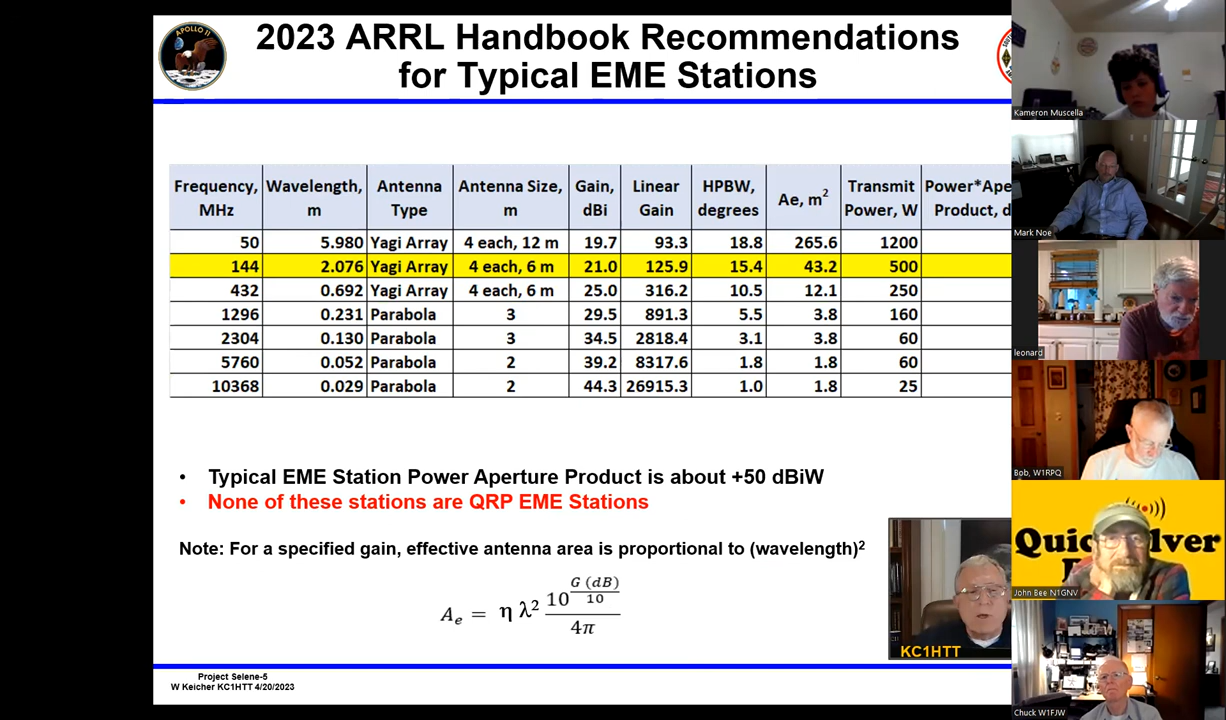 APOLLO 11
2023 ARRL Handbook Recommendations
for Typical EME Stations
Frequency, MHz Wavelength, m Antenna Type Antenna Size, m Gain, dBi Linear Gain HPBW, degrees Ae, m² Transmit Power, W Power*Ape Product, d
50 5.980 Yagi Array 4 each, 12 m 19.7 93.3 18.8 265.6 1200
144 2.076 Yagi Array 4 each, 6 m 21.0 125.9 15.4 43.2 500
432 0.692 Yagi Array 4 each, 6 m 25.0 316.2 10.5 12.1 250
1296 0.231 Parabola 3 29.5 891.3 5.5 3.8 160
2304 0.130 Parabola 3 34.5 2818.4 3.1 3.8 60
5760 0.052 Parabola 2 39.2 8317.6 1.8 1.8 60
10368 0.029 Parabola 2 44.3 26915.3 1.0 1.8 25
• Typical EME Station Power Aperture Product is about +50 dBiW
• None of these stations are QRP EME Stations
Note: For a specified gain, effective antenna area is proportional to (wavelength)²
Aₑ = η λ² 10^(G (dB)/10) / 4π
KC1HTT
Project Selene-5
W Keicher KC1HTT 4/20/2023
Kameron Muscella
Mark Noe
leonard
Bob, W1RPQ
John Bee N1GNV
Chuck W1FJW